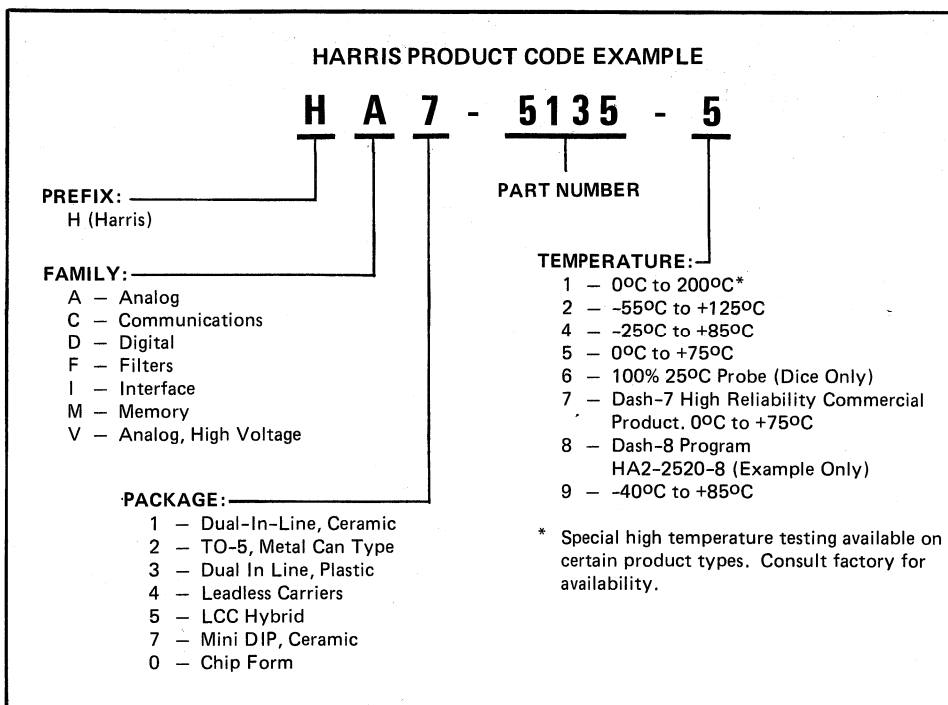 HARRIS PRODUCT CODE EXAMPLE
H A 7 - 5135 - 5
PREFIX:
H (Harris)
PART NUMBER
FAMILY:
A — Analog
C — Communications
D — Digital
F — Filters
I — Interface
M — Memory
V — Analog, High Voltage
PACKAGE:
1 — Dual-In-Line, Ceramic
2 — TO-5, Metal Can Type
3 — Dual In Line, Plastic
4 — Leadless Carriers
5 — LCC Hybrid
7 — Mini DIP, Ceramic
0 — Chip Form
TEMPERATURE:
1 — 0ºC to 200ºC*
2 — -55ºC to +125ºC
4 — -25ºC to +85ºC
5 — 0ºC to +75ºC
6 — 100% 25ºC Probe (Dice Only)
7 — Dash-7 High Reliability Commercial
Product. 0ºC to +75ºC
8 — Dash-8 Program
HA2-2520-8 (Example Only)
9 — -40ºC to +85ºC
* Special high temperature testing available on
certain product types. Consult factory for
availability.